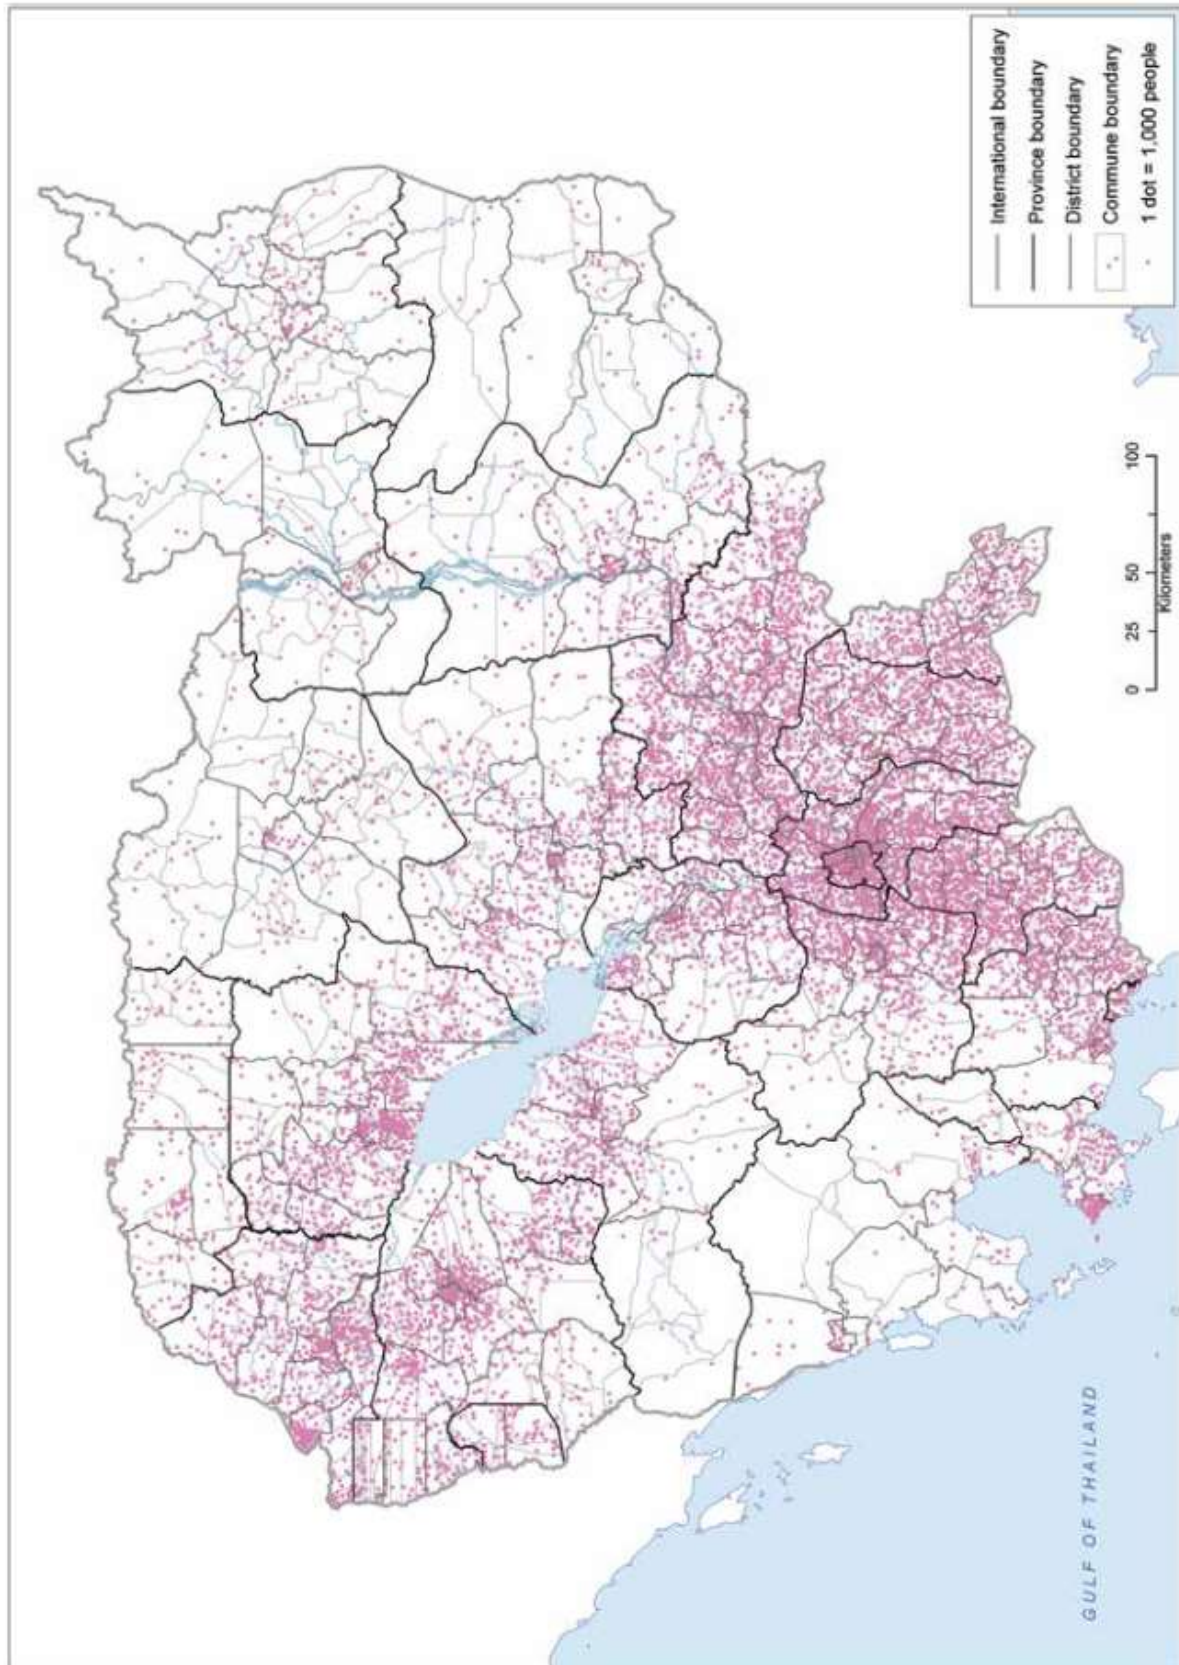 International boundary
Province boundary
District boundary
Commune boundary
1 dot = 1,000 people
0 25 50 100
Kilometers
GULF OF THAILAND